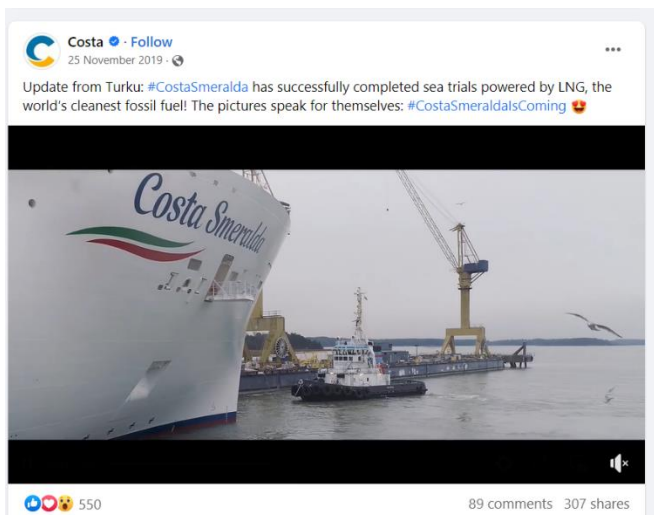 Costa · Follow
25 November 2019 ·
Update from Turku: #CostaSmeralda has successfully completed sea trials powered by LNG, the
world's cleanest fossil fuel! The pictures speak for themselves: #CostaSmeraldaIsComing 😍
Costa Smeralda
550
89 comments 307 shares